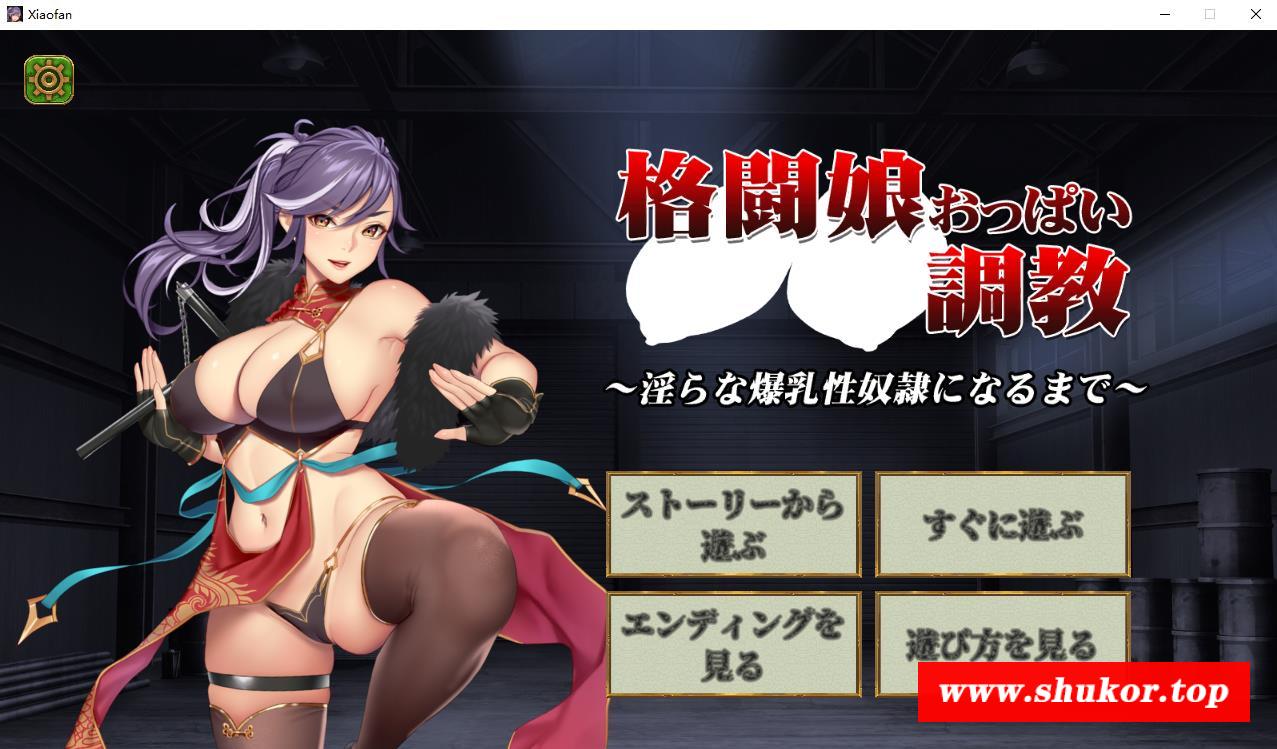 Xiaofan
格闘娘おっぱい
調教
～淫らな爆乳性奴隷になるまで～
ストーリーから
遊ぶ
すぐに遊ぶ
エンディングを
見る
遊び方を見る
www.shukor.top